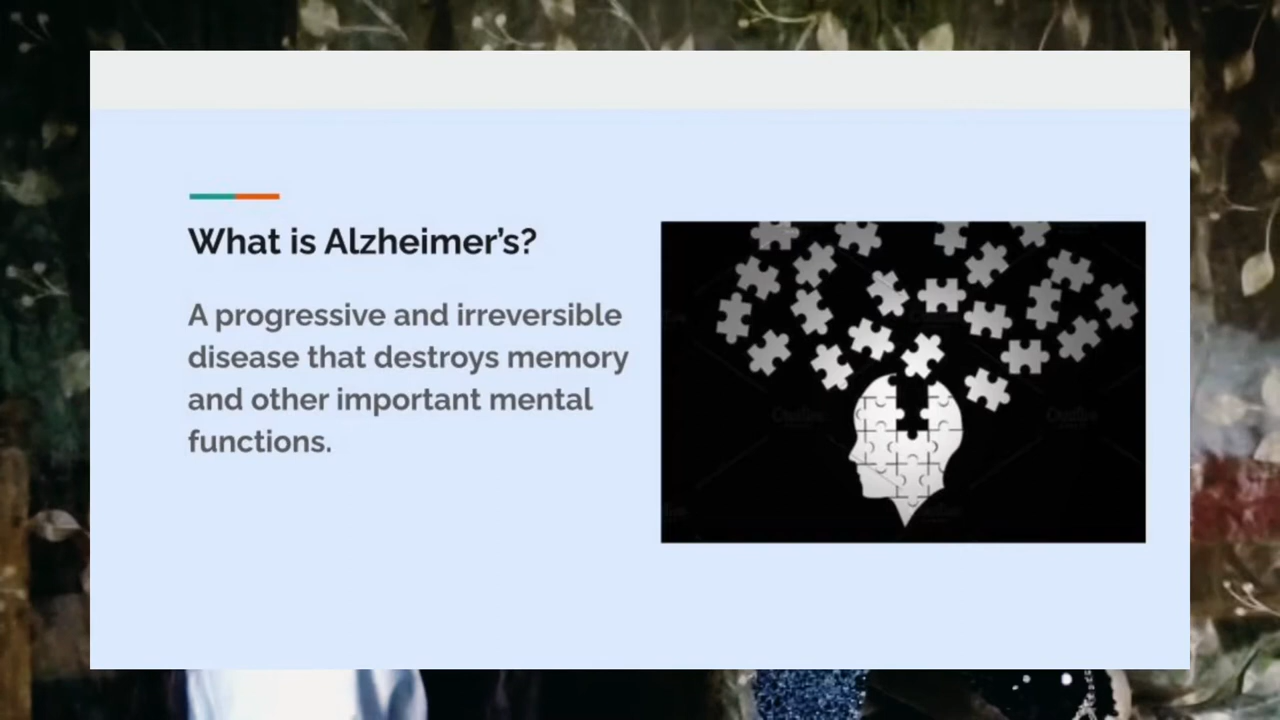 What is Alzheimer’s?
A progressive and irreversible
disease that destroys memory
and other important mental
functions.